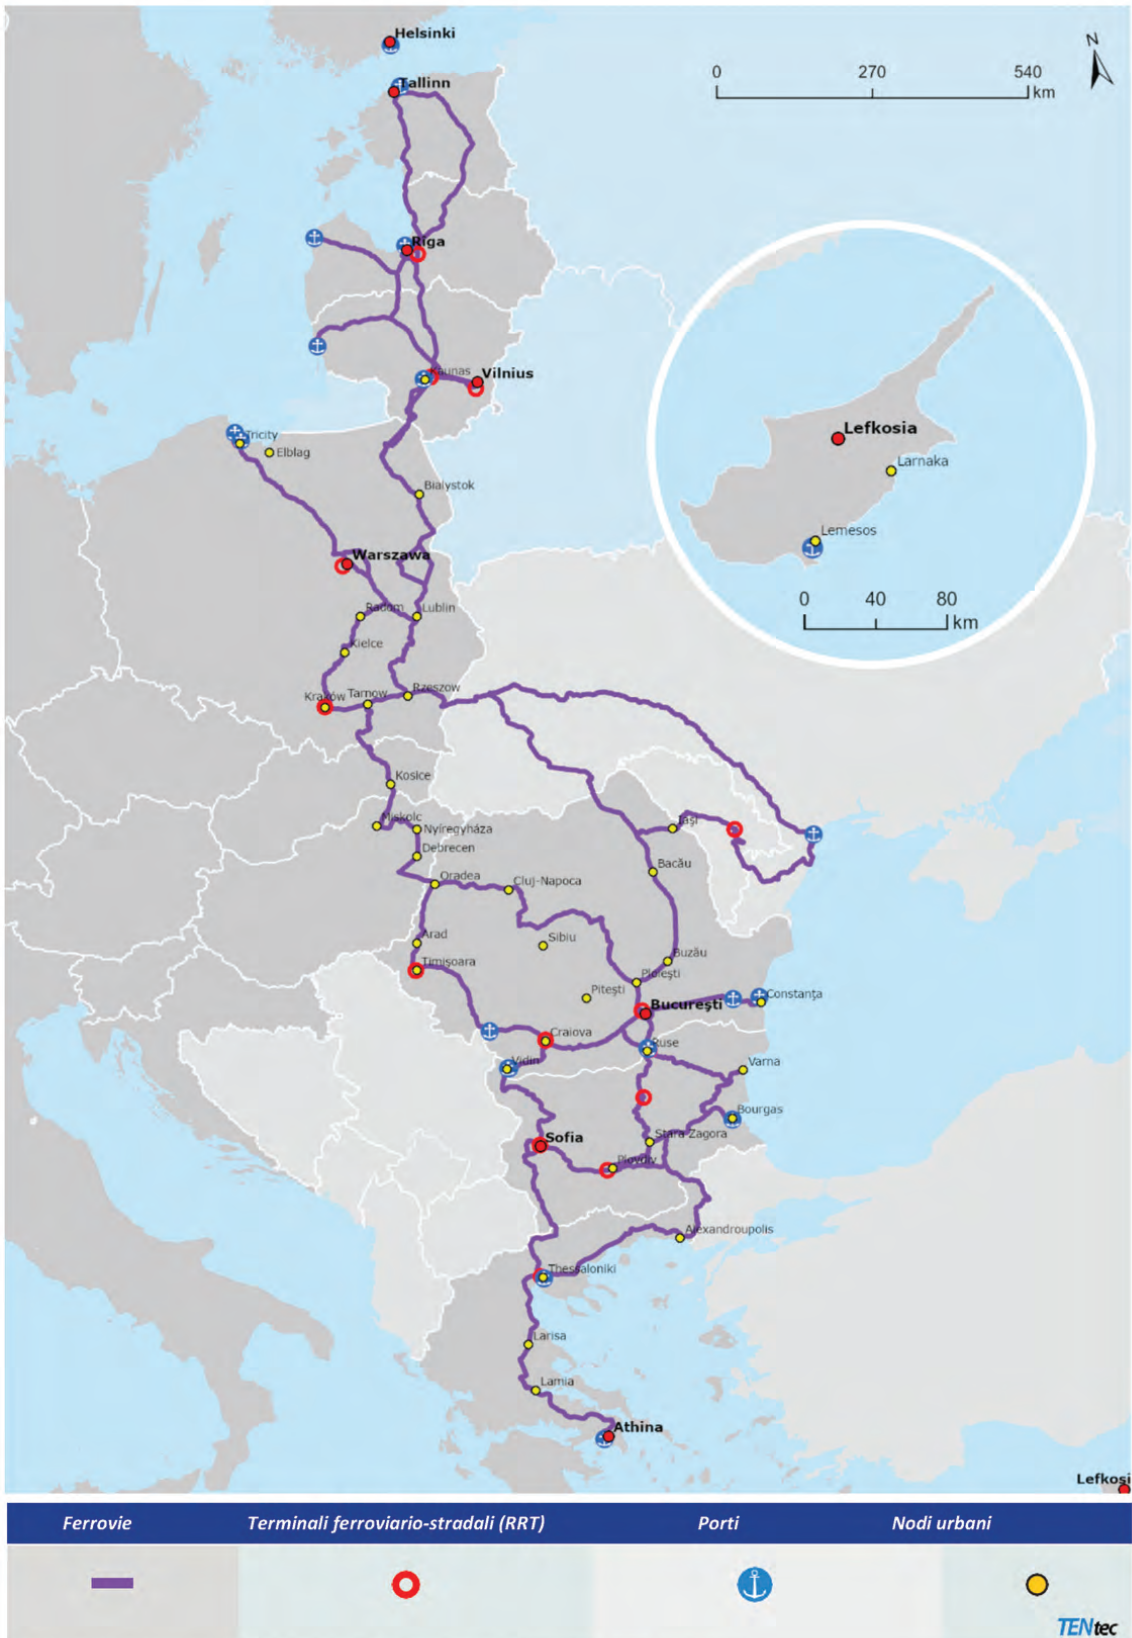 Helsinki
N
Tallinn
0 270 540
km
Riga
Kaunas
Vilnius
Lefkosia
Tricity
Elblag
Larnaka
Bialystok
Lemesos
Warszawa
0 40 80
km
Radom
Lublin
Kielce
Kraków
Tarnow
Rzeszow
Kosice
Miskolc
Nyíregyháza
Iaşi
Debrecen
Bacău
Oradea
Cluj-Napoca
Arad
Sibiu
Buzău
Timişoara
Ploieşti
Piteşti
Constanţa
Bucureşti
Craiova
Ruse
Vidin
Varna
Bourgas
Sofia
Stara Zagora
Plovdiv
Alexandroupolis
Thessaloniki
Larisa
Lamia
Athina
Lefkosi
Ferrovie Terminali ferroviario-stradali (RRT) Porti Nodi urbani
TENtec